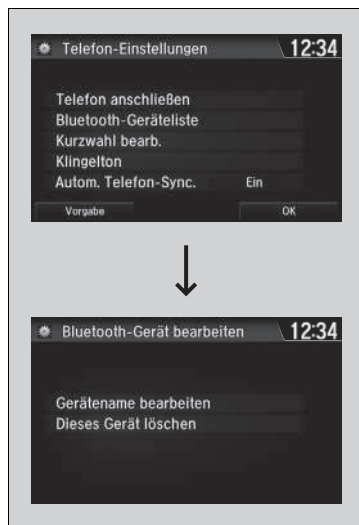 Telefon-Einstellungen 12:34
Telefon anschließen
Bluetooth-Geräteliste
Kurzwahl bearb.
Klingelton
Autom. Telefon-Sync. Ein
Vorgabe OK
Bluetooth-Gerät bearbeiten 12:34
Gerätename bearbeiten
Dieses Gerät löschen